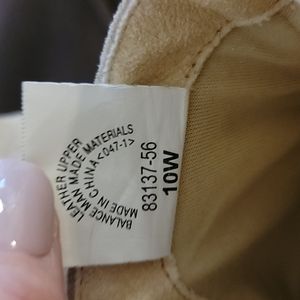 LEATHER UPPER
BALANCE MAN MADE MATERIALS
MADE IN CHINA <047-1>
83137-56
10W